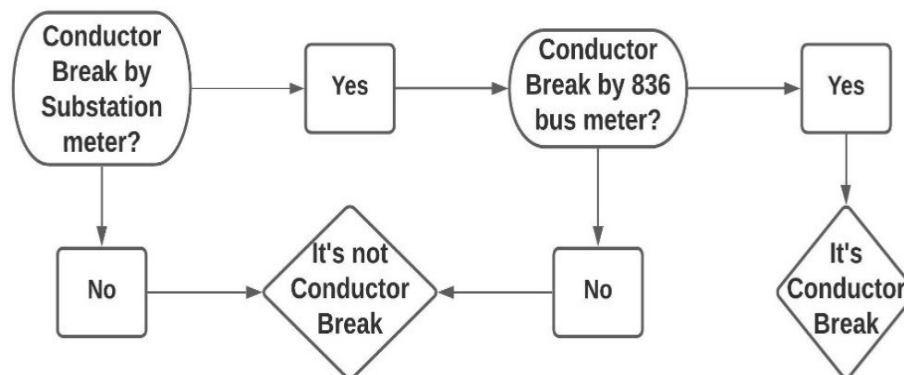 Conductor
Break by
Substation
meter?
Yes
Conductor
Break by 836
bus meter?
Yes
No
It's not
Conductor
Break
No
It's
Conductor
Break